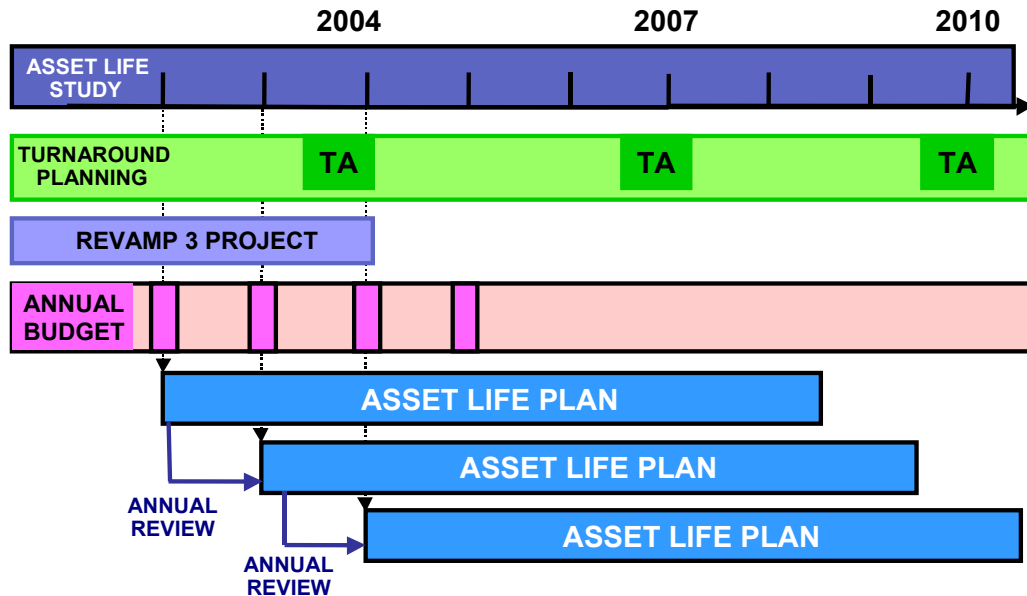 2004 2007 2010
ASSET LIFE
STUDY
TURNAROUND
PLANNING
TA TA TA
REVAMP 3 PROJECT
ANNUAL
BUDGET
ASSET LIFE PLAN
ASSET LIFE PLAN
ANNUAL
REVIEW
ASSET LIFE PLAN
ANNUAL
REVIEW